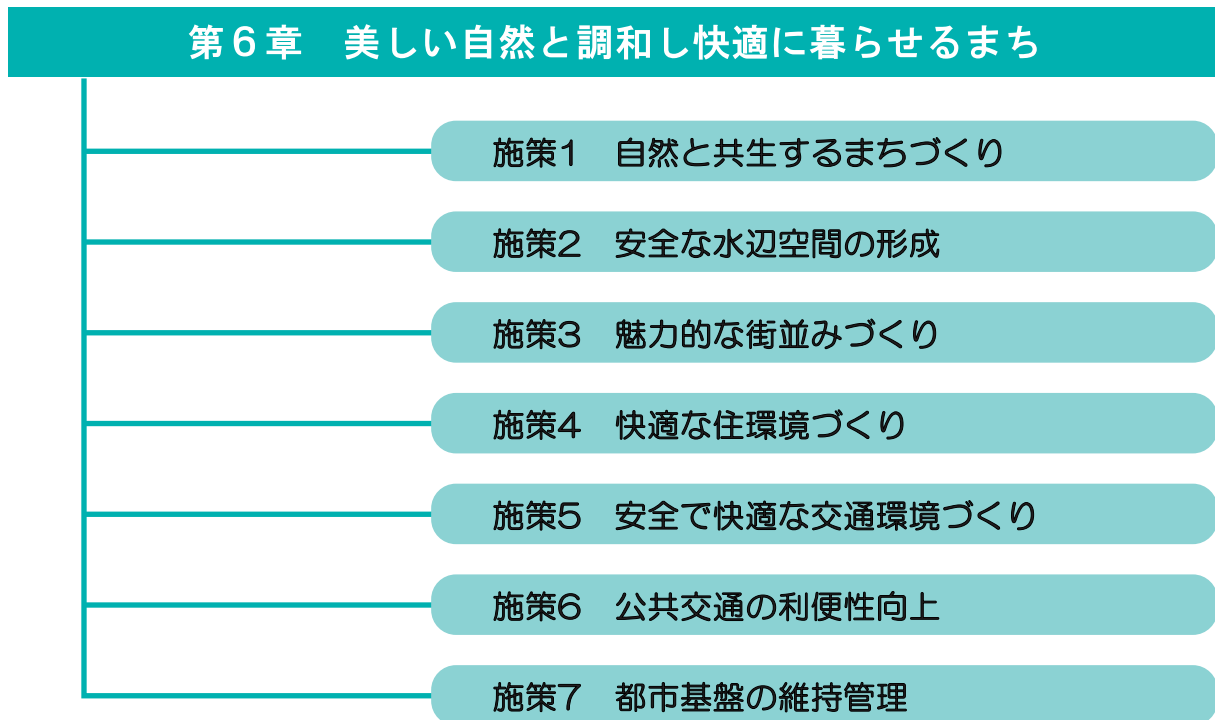 第６章　美しい自然と調和し快適に暮らせるまち
施策1　自然と共生するまちづくり
施策2　安全な水辺空間の形成
施策3　魅力的な街並みづくり
施策4　快適な住環境づくり
施策5　安全で快適な交通環境づくり
施策6　公共交通の利便性向上
施策7　都市基盤の維持管理